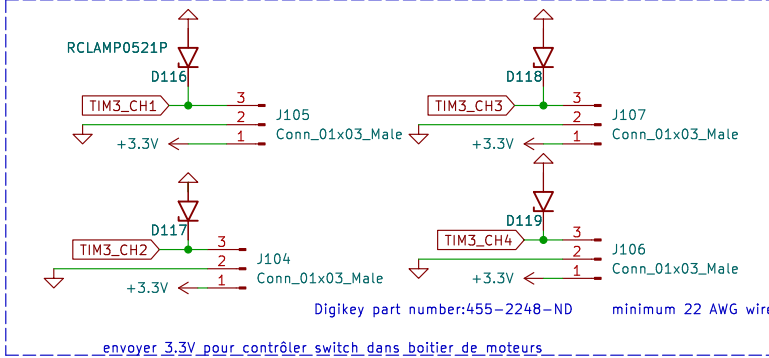 RCLAMP0521P
D116
TIM3_CH1
3
2
1
+3.3V
J105
Conn_01x03_Male
D118
TIM3_CH3
3
2
1
+3.3V
J107
Conn_01x03_Male
D117
TIM3_CH2
3
2
1
+3.3V
J104
Conn_01x03_Male
D119
TIM3_CH4
3
2
1
+3.3V
J106
Conn_01x03_Male
Digikey part number:455-2248-ND
minimum 22 AWG wire
envoyer 3.3V pour contrôler switch dans boitier de moteurs